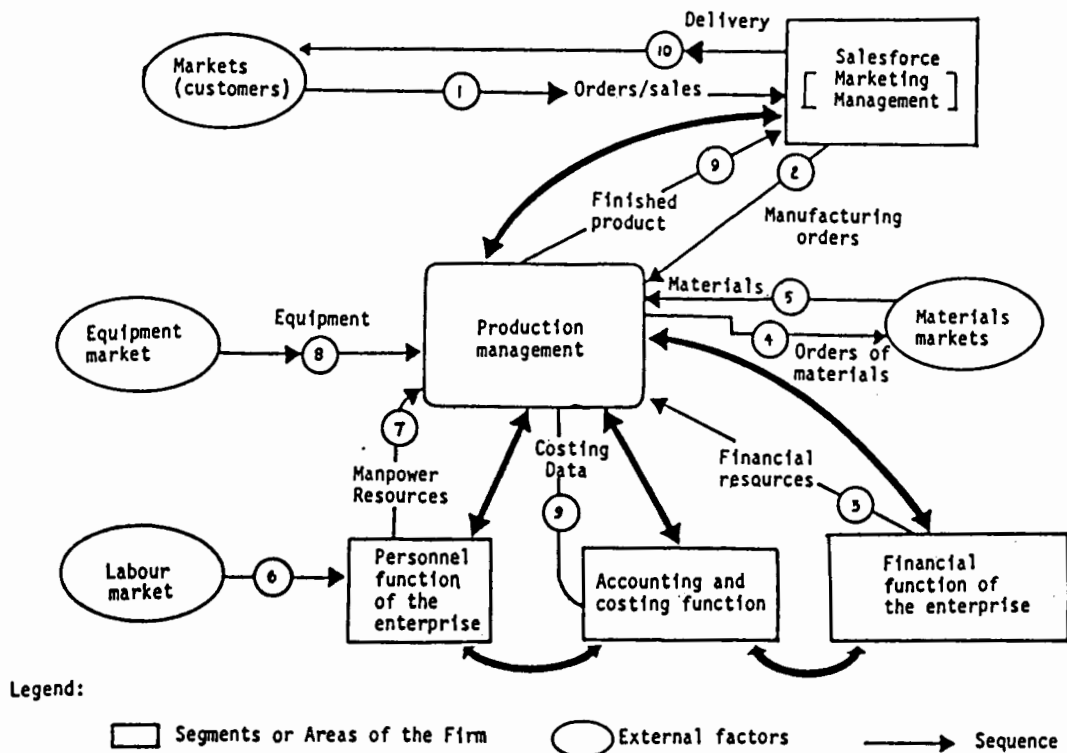 Delivery
10
Markets
(customers)
1
Orders/sales
Salesforce
Marketing
Management
9
2
Finished
product
Manufacturing
orders
Equipment
market
Equipment
8
Production
management
Materials
5
4
Orders of
materials
Materials
markets
7
Manpower
Resources
Costing
Data
9
Financial
resources
3
Labour
market
6
Personnel
function
of the
enterprise
Accounting and
costing function
Financial
function of
the enterprise
Legend:
Segments or Areas of the Firm
External factors
Sequence